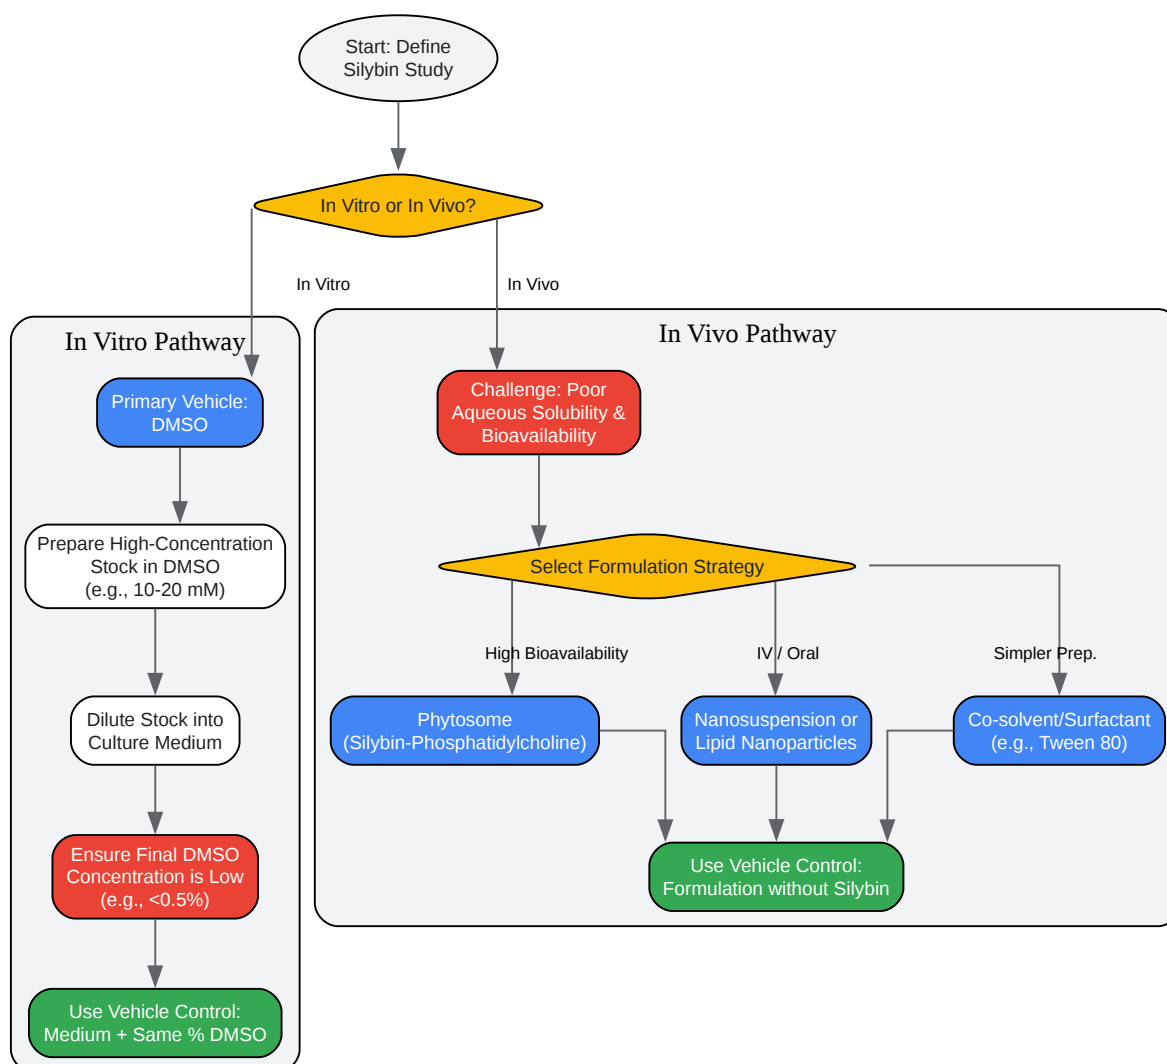 Start: Define
Silybin Study
In Vitro or In Vivo?
In Vitro
In Vivo
In Vitro Pathway
Primary Vehicle:
DMSO
Prepare High-Concentration
Stock in DMSO
(e.g., 10-20 mM)
Dilute Stock into
Culture Medium
Ensure Final DMSO
Concentration is Low
(e.g., <0.5%)
Use Vehicle Control:
Medium + Same % DMSO
In Vivo Pathway
Challenge: Poor
Aqueous Solubility &
Bioavailability
Select Formulation Strategy
High Bioavailability
IV / Oral
Simpler Prep.
Phytosome
(Silybin-Phosphatidylcholine)
Nanosuspension or
Lipid Nanoparticles
Co-solvent/Surfactant
(e.g., Tween 80)
Use Vehicle Control:
Formulation without Silybin